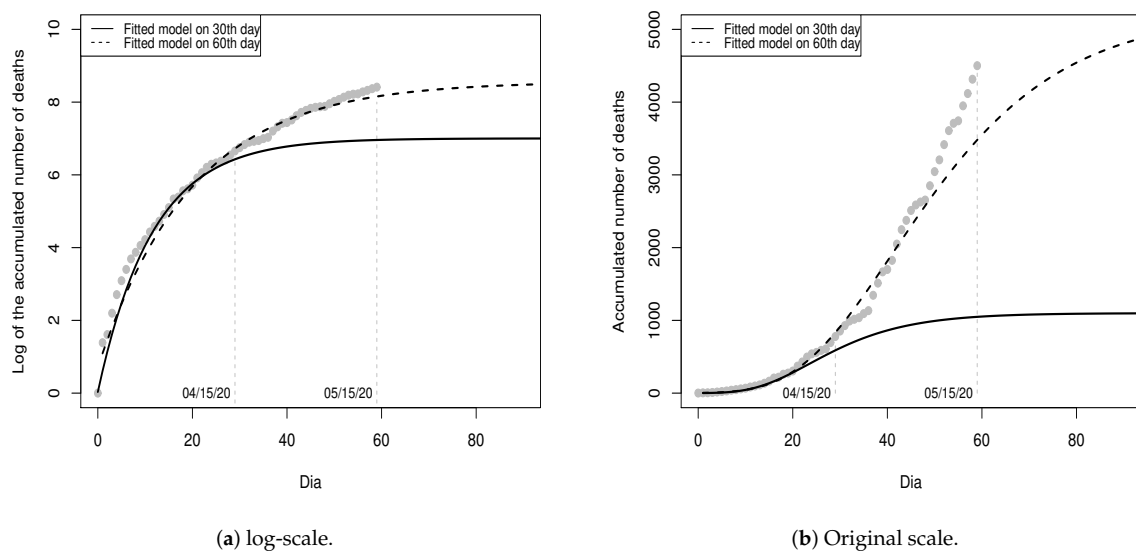 Log of the accumulated number of deaths
10
8
6
4
2
0
Fitted model on 30th day
Fitted model on 60th day
04/15/20
05/15/20
0 20 40 60 80
Dia
(a) log-scale.
Accumulated number of deaths
5000
4000
3000
2000
1000
0
Fitted model on 30th day
Fitted model on 60th day
04/15/20
05/15/20
0 20 40 60 80
Dia
(b) Original scale.